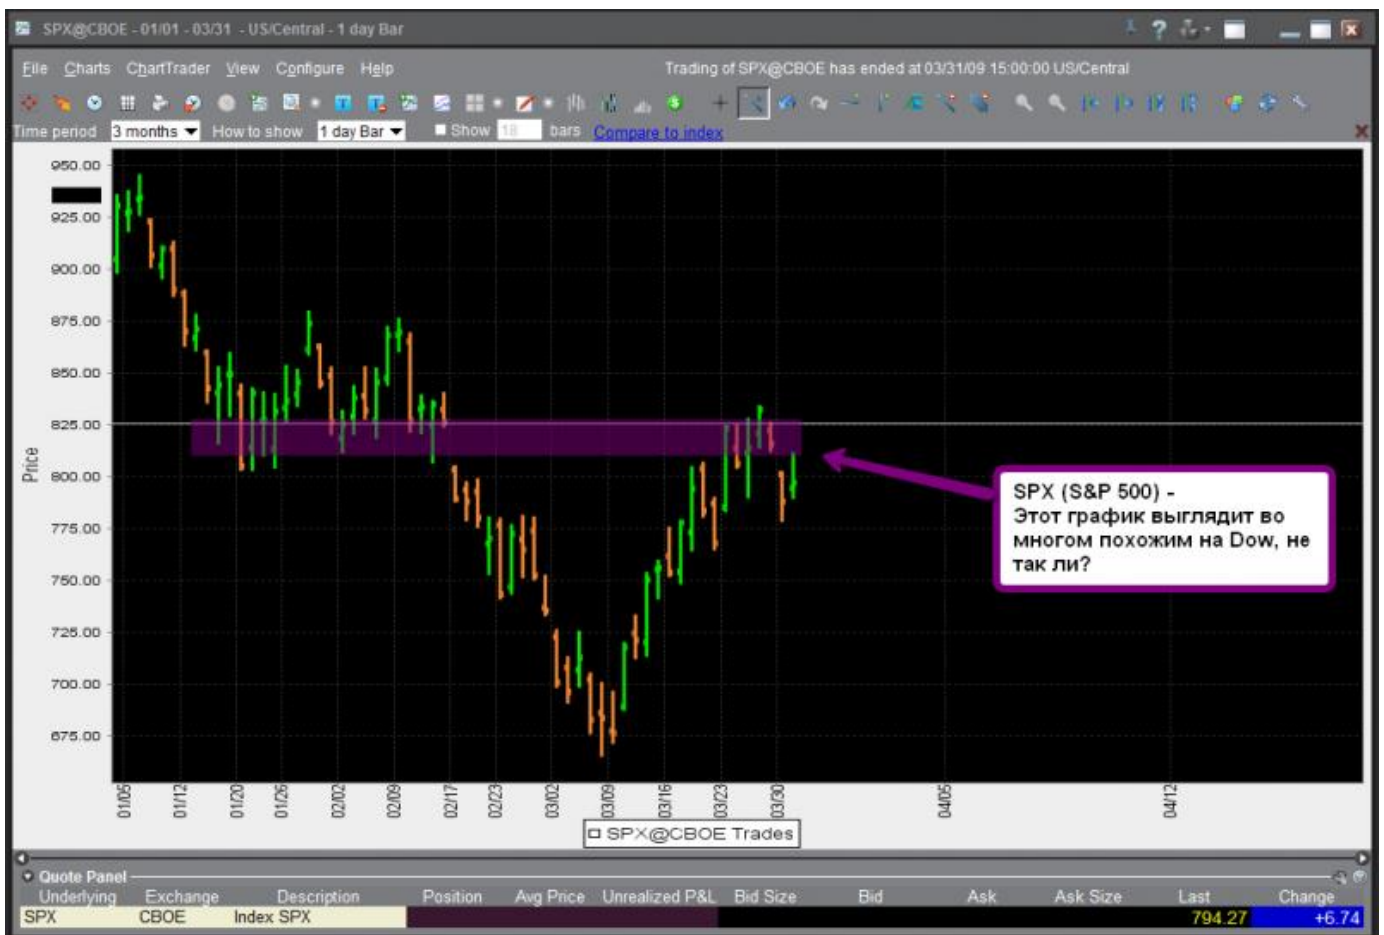 SPX@CBOE - 01/01 - 03/31 - US/Central - 1 day Bar
File Charts ChartTrader View Configure Help
Trading of SPX@CBOE has ended at 03/31/09 15:00:00 US/Central
Time period 3 months How to show 1 day Bar Show 18 bars Compare to index
950.00
925.00
900.00
875.00
850.00
825.00
800.00
775.00
750.00
725.00
700.00
675.00
Price
SPX (S&P 500) -
Этот график выглядит во
многом похожим на Dow, не
так ли?
01/05 01/12 01/20 01/26 02/02 02/09 02/17 02/23 03/02 03/09 03/16 03/23 03/30 04/05 04/12
SPX@CBOE Trades
Quote Panel
Underlying Exchange Description Position Avg Price Unrealized P&L Bid Size Bid Ask Ask Size Last Change
SPX CBOE Index SPX 794.27 +6.74